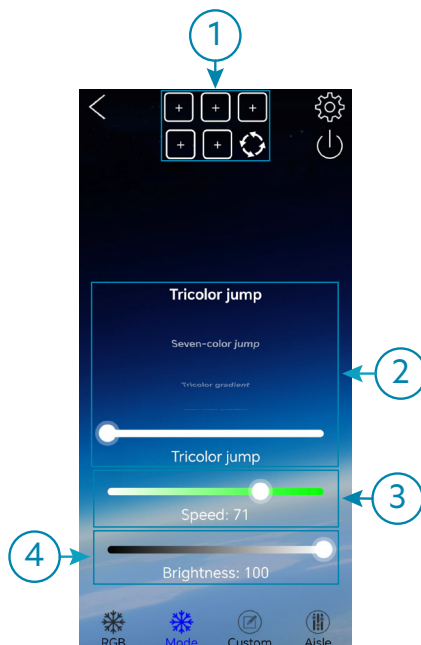 1
+ + +
+ +
Tricolor jump
Seven-color jump
Tricolor gradient
2
Tricolor jump
3
Speed: 71
4
Brightness: 100
RGB Mode Custom Aisle